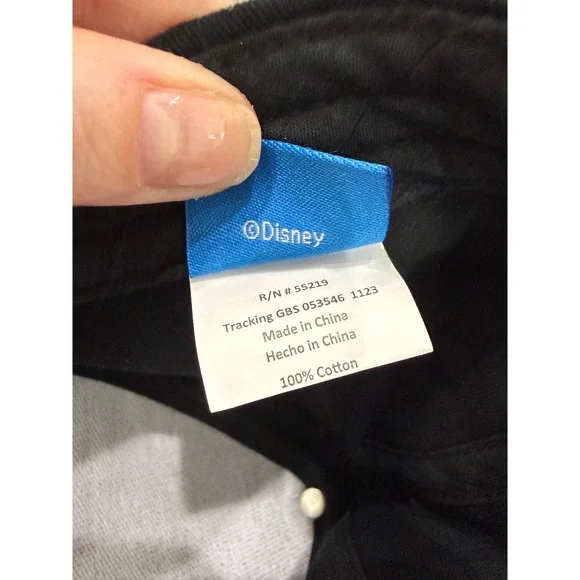 ©Disney
R/N # 55219
Tracking GBS 053546 1123
Made in China
Hecho in China
100% Cotton